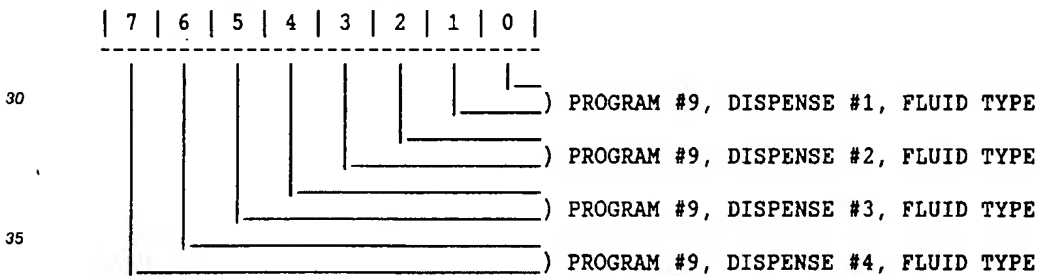 | 7 | 6 | 5 | 4 | 3 | 2 | 1 | 0 |
30
) PROGRAM #9, DISPENSE #1, FLUID TYPE
) PROGRAM #9, DISPENSE #2, FLUID TYPE
) PROGRAM #9, DISPENSE #3, FLUID TYPE
35
) PROGRAM #9, DISPENSE #4, FLUID TYPE